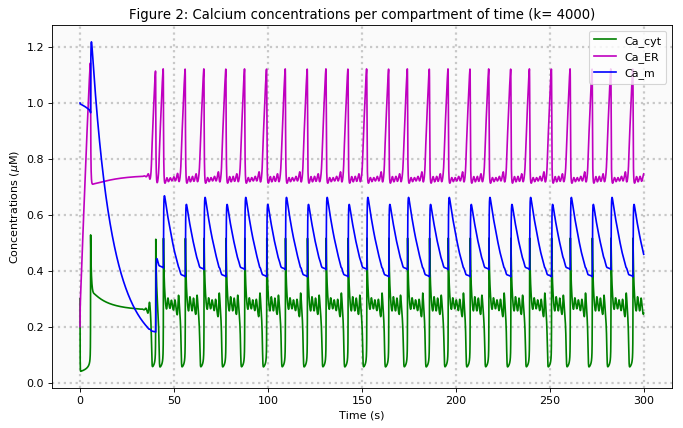 Figure 2: Calcium concentrations per compartment of time (k= 4000)
Ca_cyt
Ca_ER
Ca_m
Concentrations (μM)
1.2
1.0
0.8
0.6
0.4
0.2
0.0
0 50 100 150 200 250 300
Time (s)